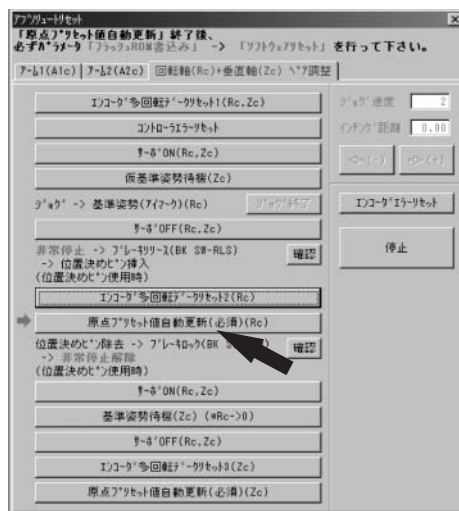 アブソリュートリセット
「原点プリセット値自動更新」終了後、
必ずパラメータ「フラッシュROM書込み」 -> 「ソフトウェアリセット」を行って下さい。
アーム1(A1c) アーム2(A2c) 回転軸(Rc)+垂直軸(Zc) ペア調整
エンコーダ多回転データリセット1(Rc,Zc)
コントローラエラーリセット
サーボON(Rc,Zc)
仮基準姿勢待機(Zc)
ジョグ -> 基準姿勢(アイマーク)(Rc) ジョグ終了
サーボOFF(Rc,Zc)
非常停止 -> ブレーキリリース(BK SW-RLS)
-> 位置決めピン挿入
(位置決めピン使用時)
確認
エンコーダ多回転データリセット2(Rc)
原点プリセット値自動更新(必須)(Rc)
位置決めピン除去 -> ブレーキロック(BK S
-> 非常停止解除
(位置決めピン使用時)
確認
サーボON(Rc,Zc)
基準姿勢待機(Zc) (*Rc->0)
サーボOFF(Rc,Zc)
エンコーダ多回転データリセット3(Zc)
原点プリセット値自動更新(必須)(Zc)
ジョグ速度 2
インチング距離 0.00
<-(-) ->(+)
エンコーダエラーリセット
停止